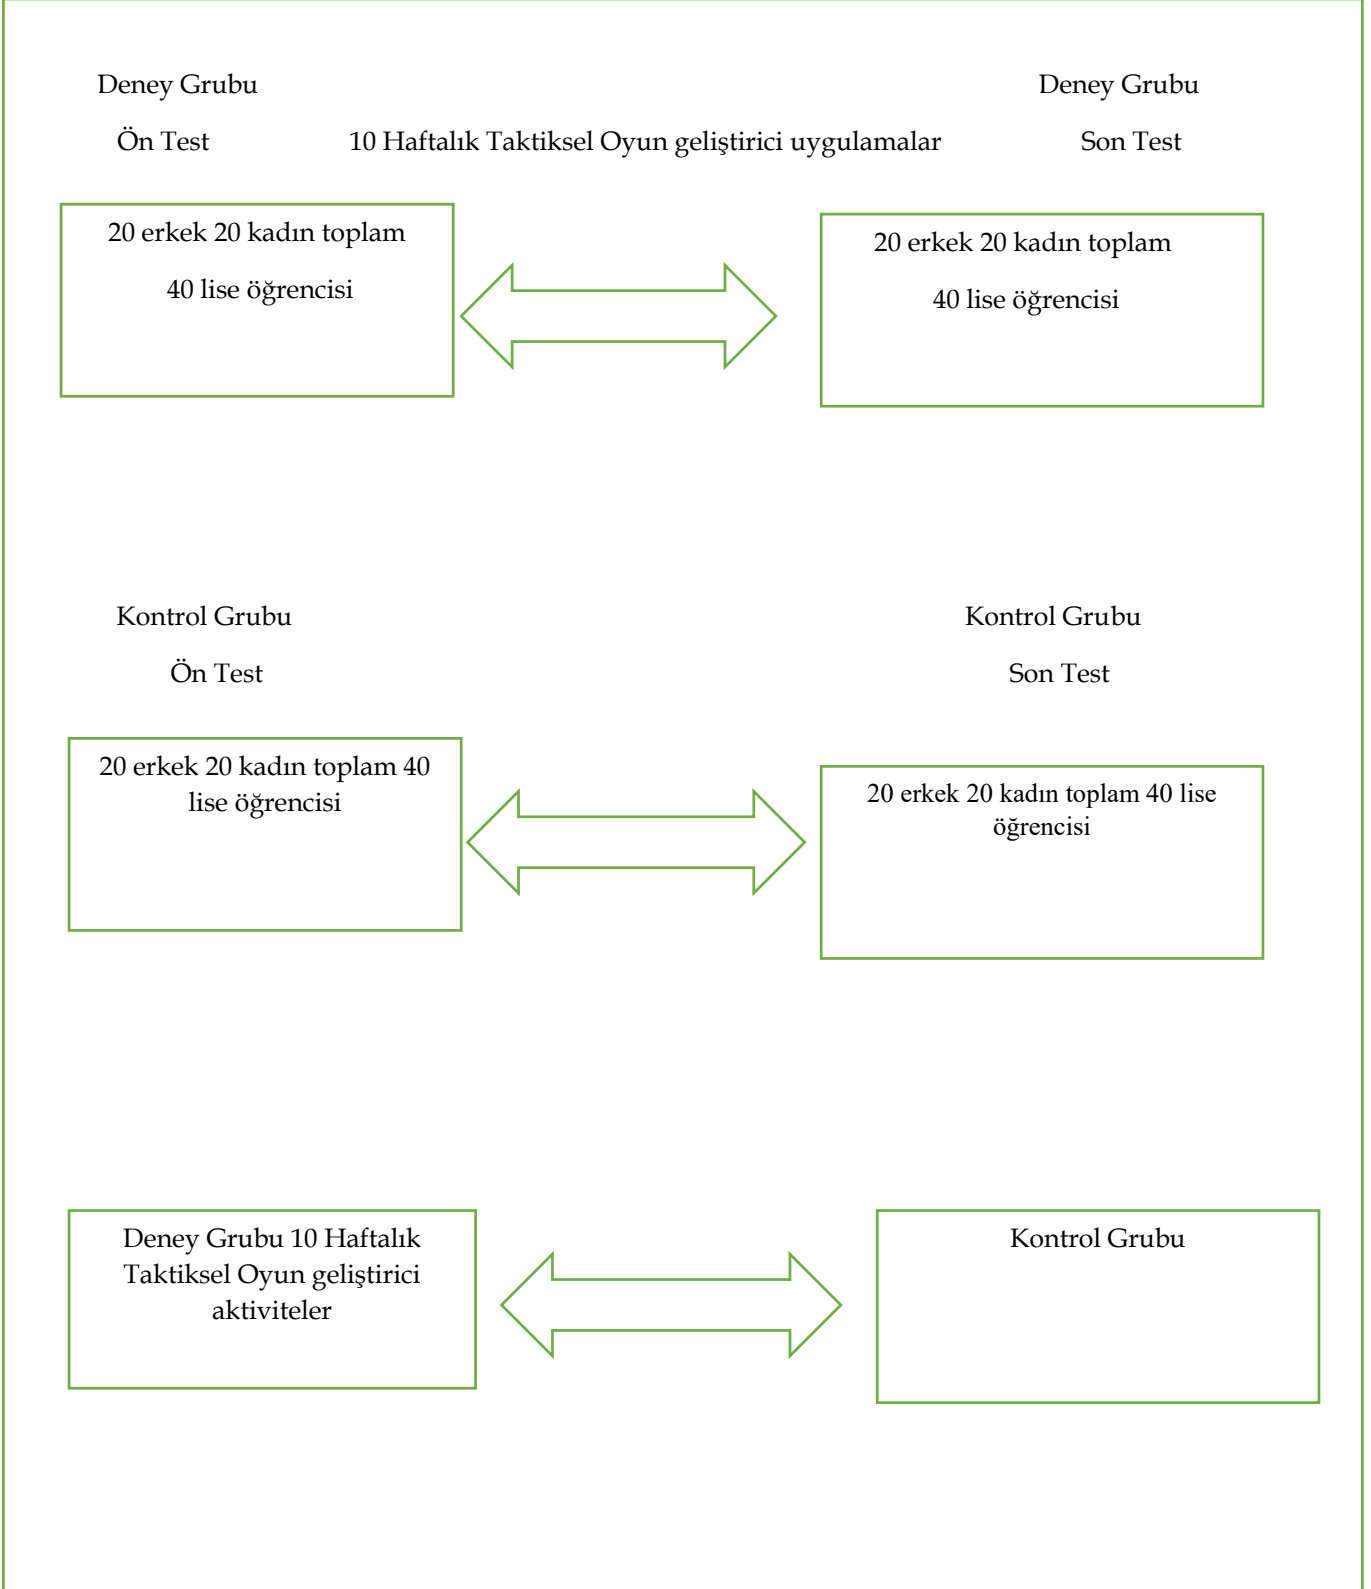 Deney Grubu
Deney Grubu
Ön Test
10 Haftalık Taktiksel Oyun geliştirici uygulamalar
Son Test
20 erkek 20 kadın toplam
40 lise öğrencisi
20 erkek 20 kadın toplam
40 lise öğrencisi
Kontrol Grubu
Kontrol Grubu
Ön Test
Son Test
20 erkek 20 kadın toplam 40
lise öğrencisi
20 erkek 20 kadın toplam 40 lise
öğrencisi
Deney Grubu 10 Haftalık
Taktiksel Oyun geliştirici
aktiviteler
Kontrol Grubu